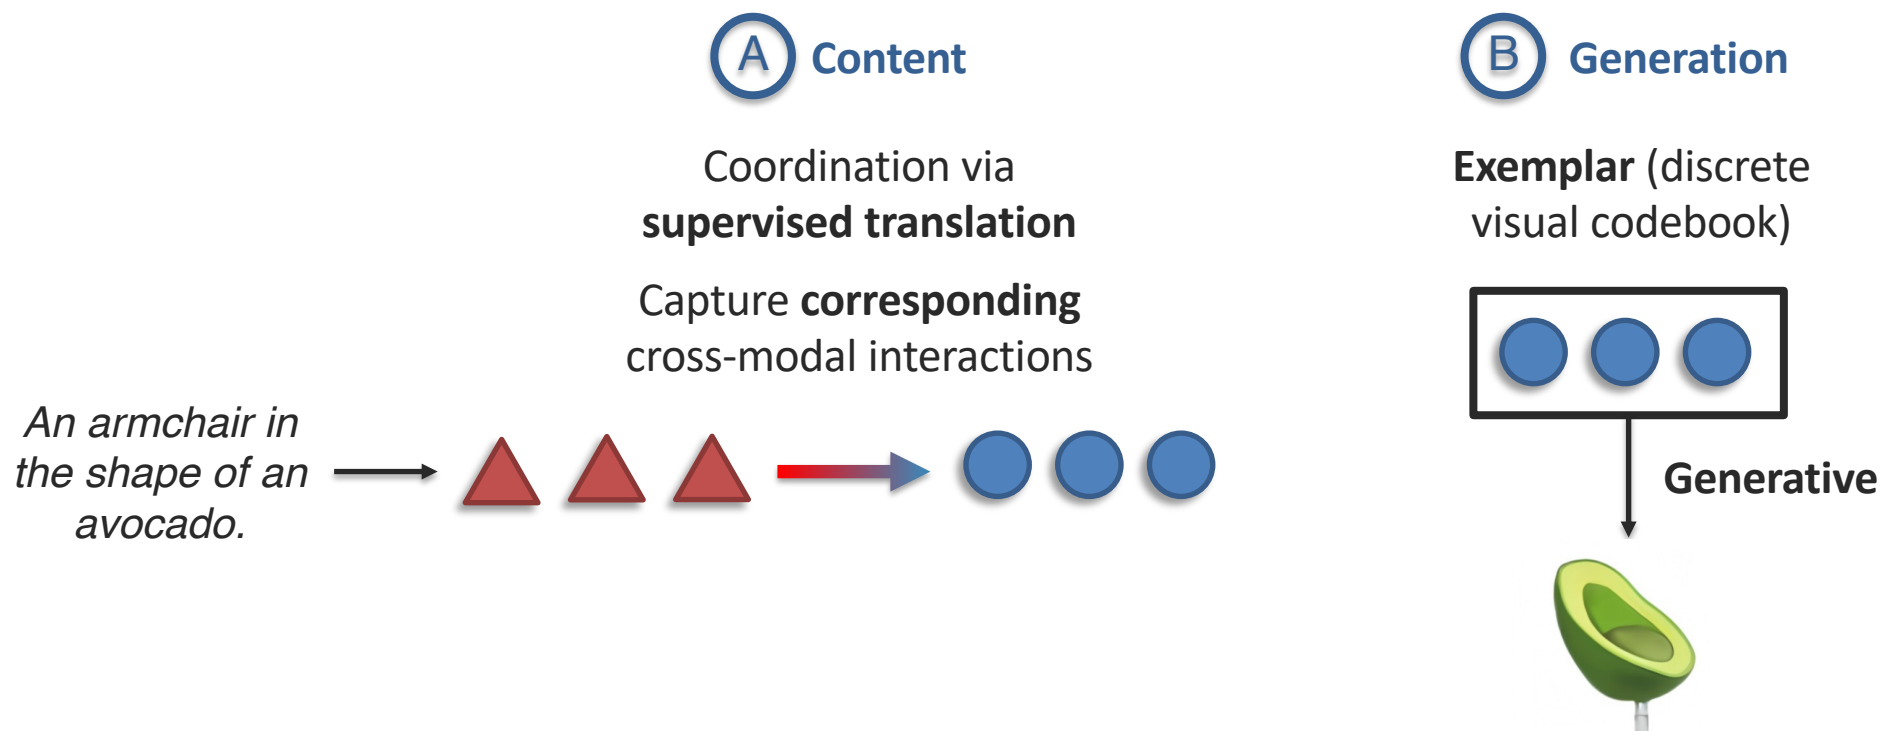 A Content
Coordination via
supervised translation
Capture corresponding
cross-modal interactions
An armchair in
the shape of an
avocado.
B Generation
Exemplar (discrete
visual codebook)
Generative